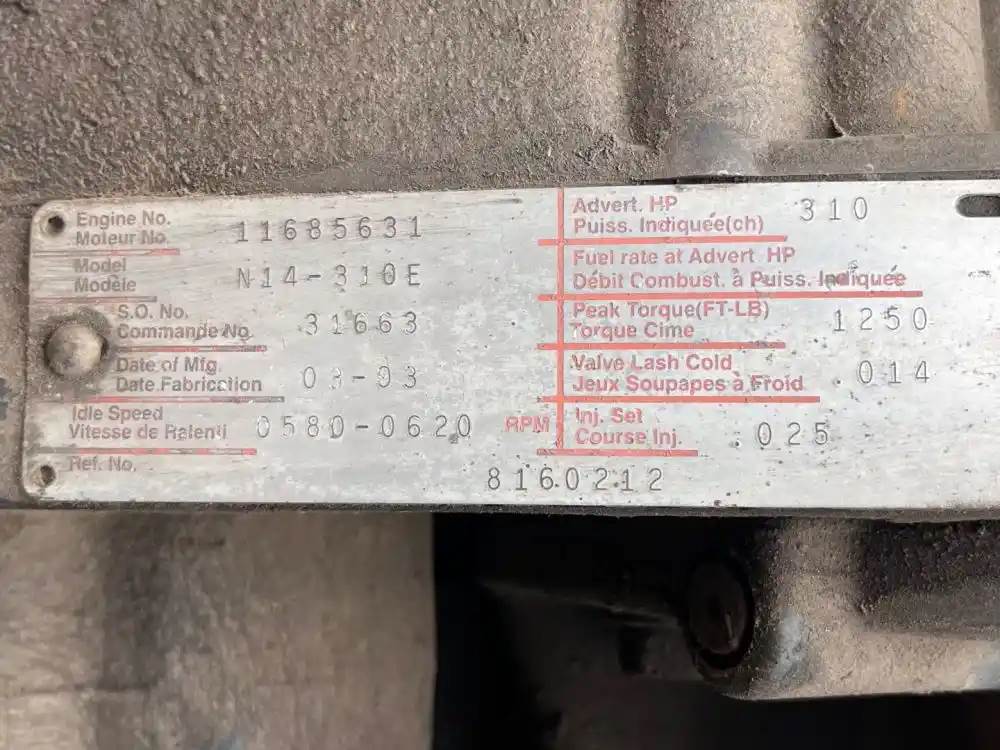 Engine No.
Moteur No. 11685631
Model
Modèle N14-310E
S.O. No.
Commande No. 31663
Date of Mfg.
Date Fabrication 03-93
Idle Speed
Vitesse de Ralenti 0580-0620 RPM
Ref. No.
Advert. HP
Puiss. Indiquée(ch) 310
Fuel rate at Advert. HP
Débit Combust. à Puiss. Indiquée
Peak Torque(FT-LB)
Torque Cime 1250
Valve Lash Cold
Jeux Soupapes à Froid .014
Inj. Set
Course Inj. .025
8160212